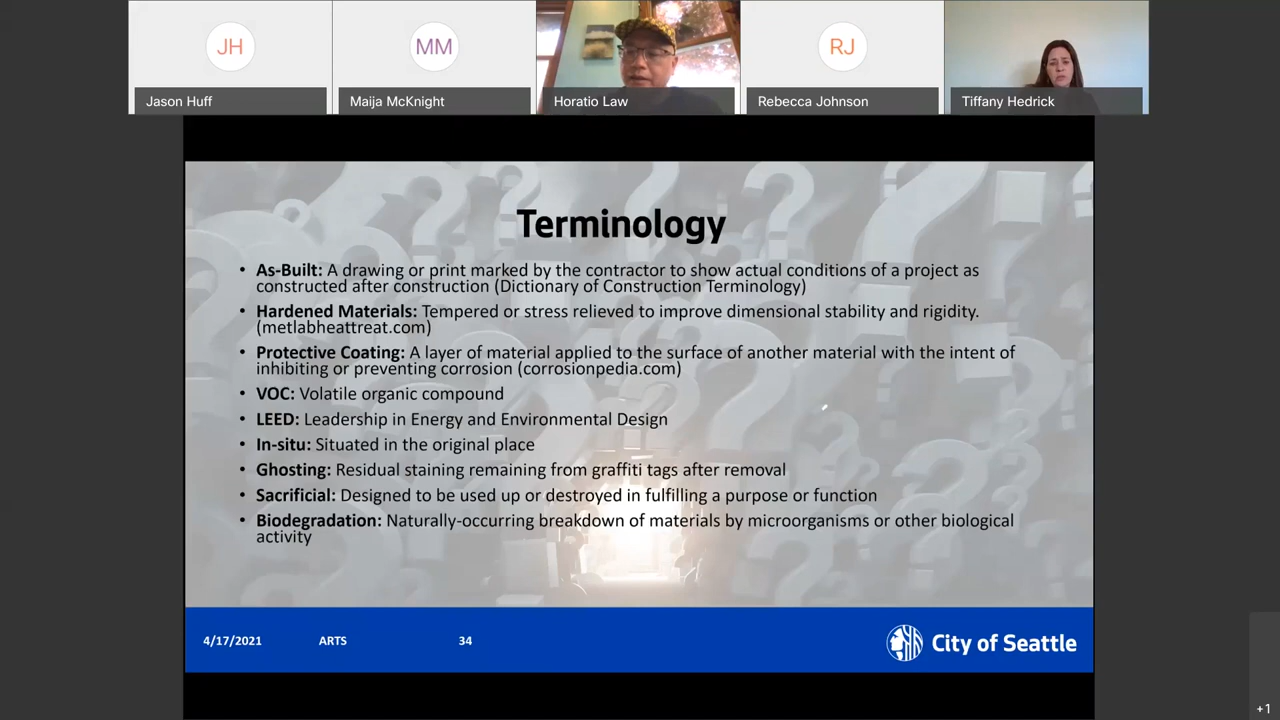 JH
MM
RJ
Jason Huff
Maija McKnight
Horatio Law
Rebecca Johnson
Tiffany Hedrick
Terminology
• As-Built: A drawing or print marked by the contractor to show actual conditions of a project as
constructed after construction (Dictionary of Construction Terminology)
• Hardened Materials: Tempered or stress relieved to improve dimensional stability and rigidity.
(metlabheattreat.com)
• Protective Coating: A layer of material applied to the surface of another material with the intent of
inhibiting or preventing corrosion (corrosionpedia.com)
• VOC: Volatile organic compound
• LEED: Leadership in Energy and Environmental Design
• In-situ: Situated in the original place
• Ghosting: Residual staining remaining from graffiti tags after removal
• Sacrificial: Designed to be used up or destroyed in fulfilling a purpose or function
• Biodegradation: Naturally-occurring breakdown of materials by microorganisms or other biological
activity
4/17/2021 ARTS 34 City of Seattle
+1